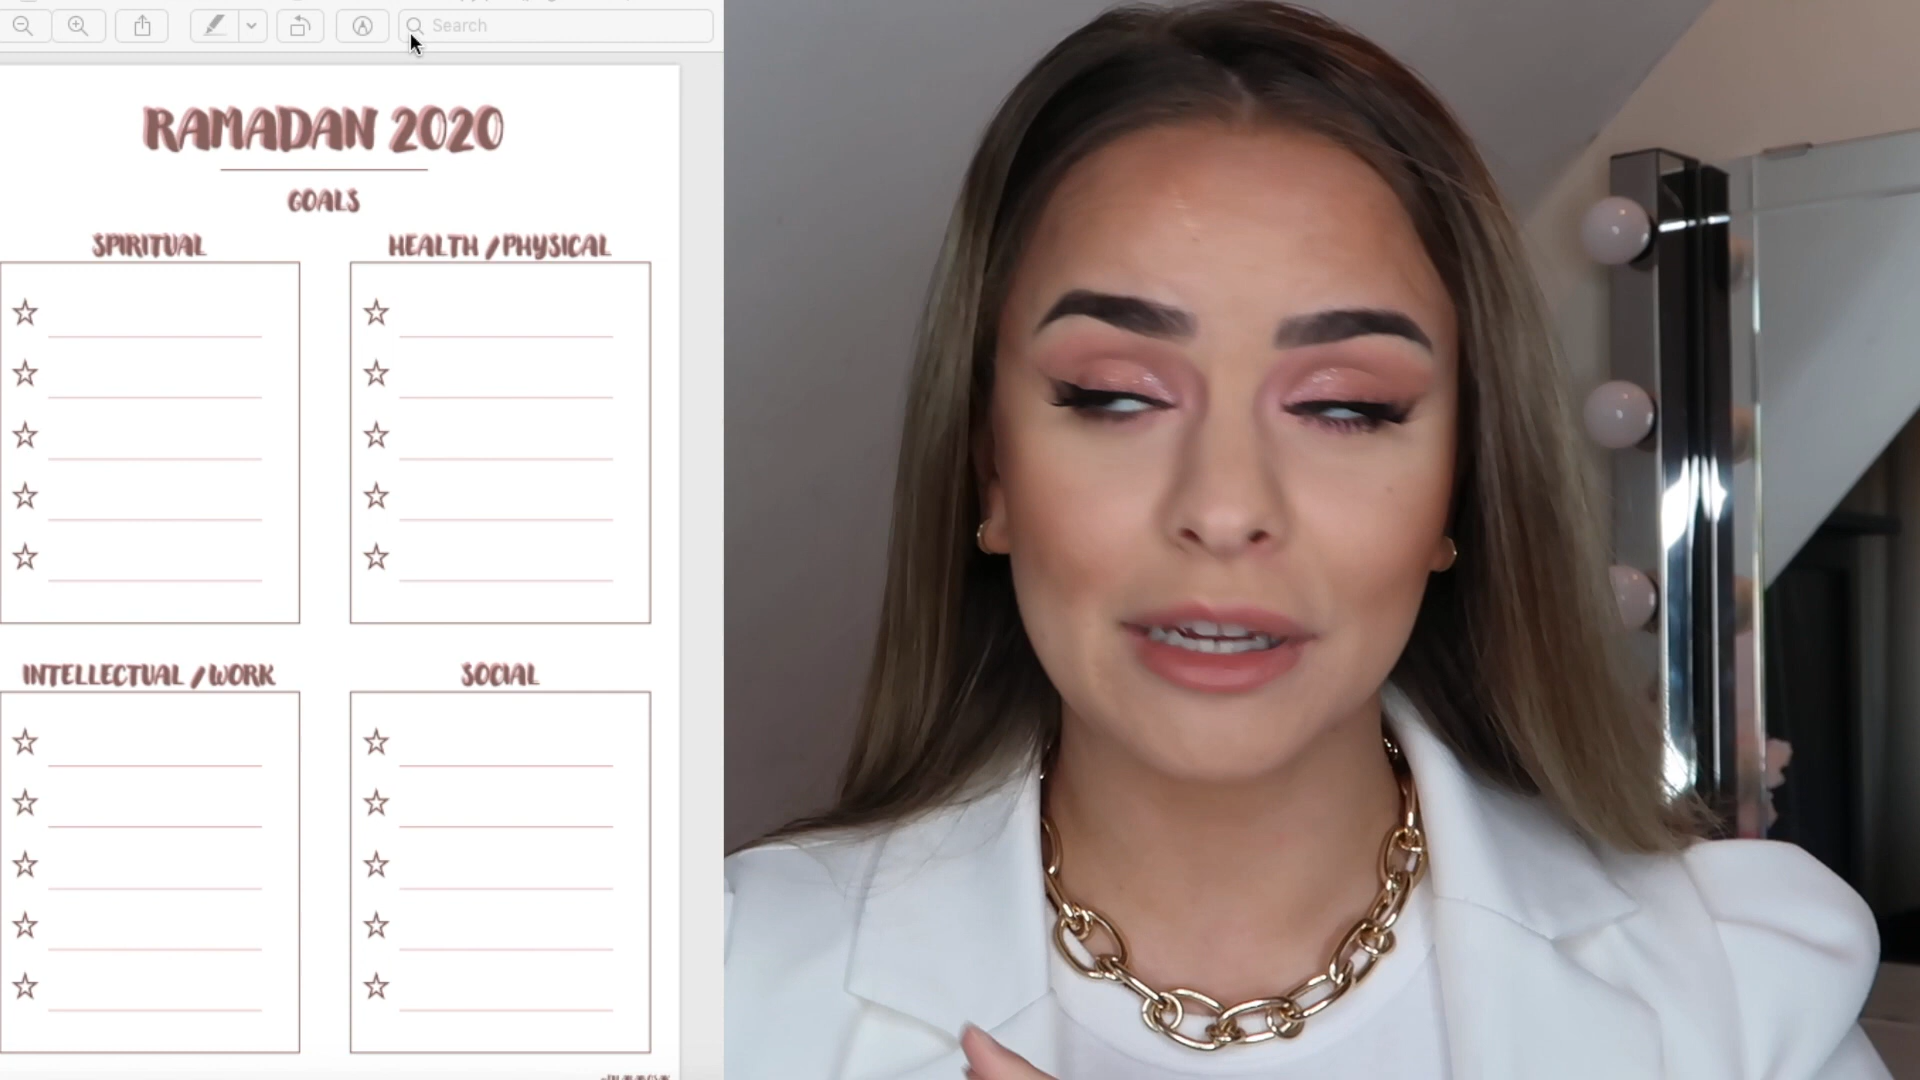 Search
RAMADAN 2020
GOALS
SPIRITUAL
HEALTH / PHYSICAL
INTELLECTUAL / WORK
SOCIAL